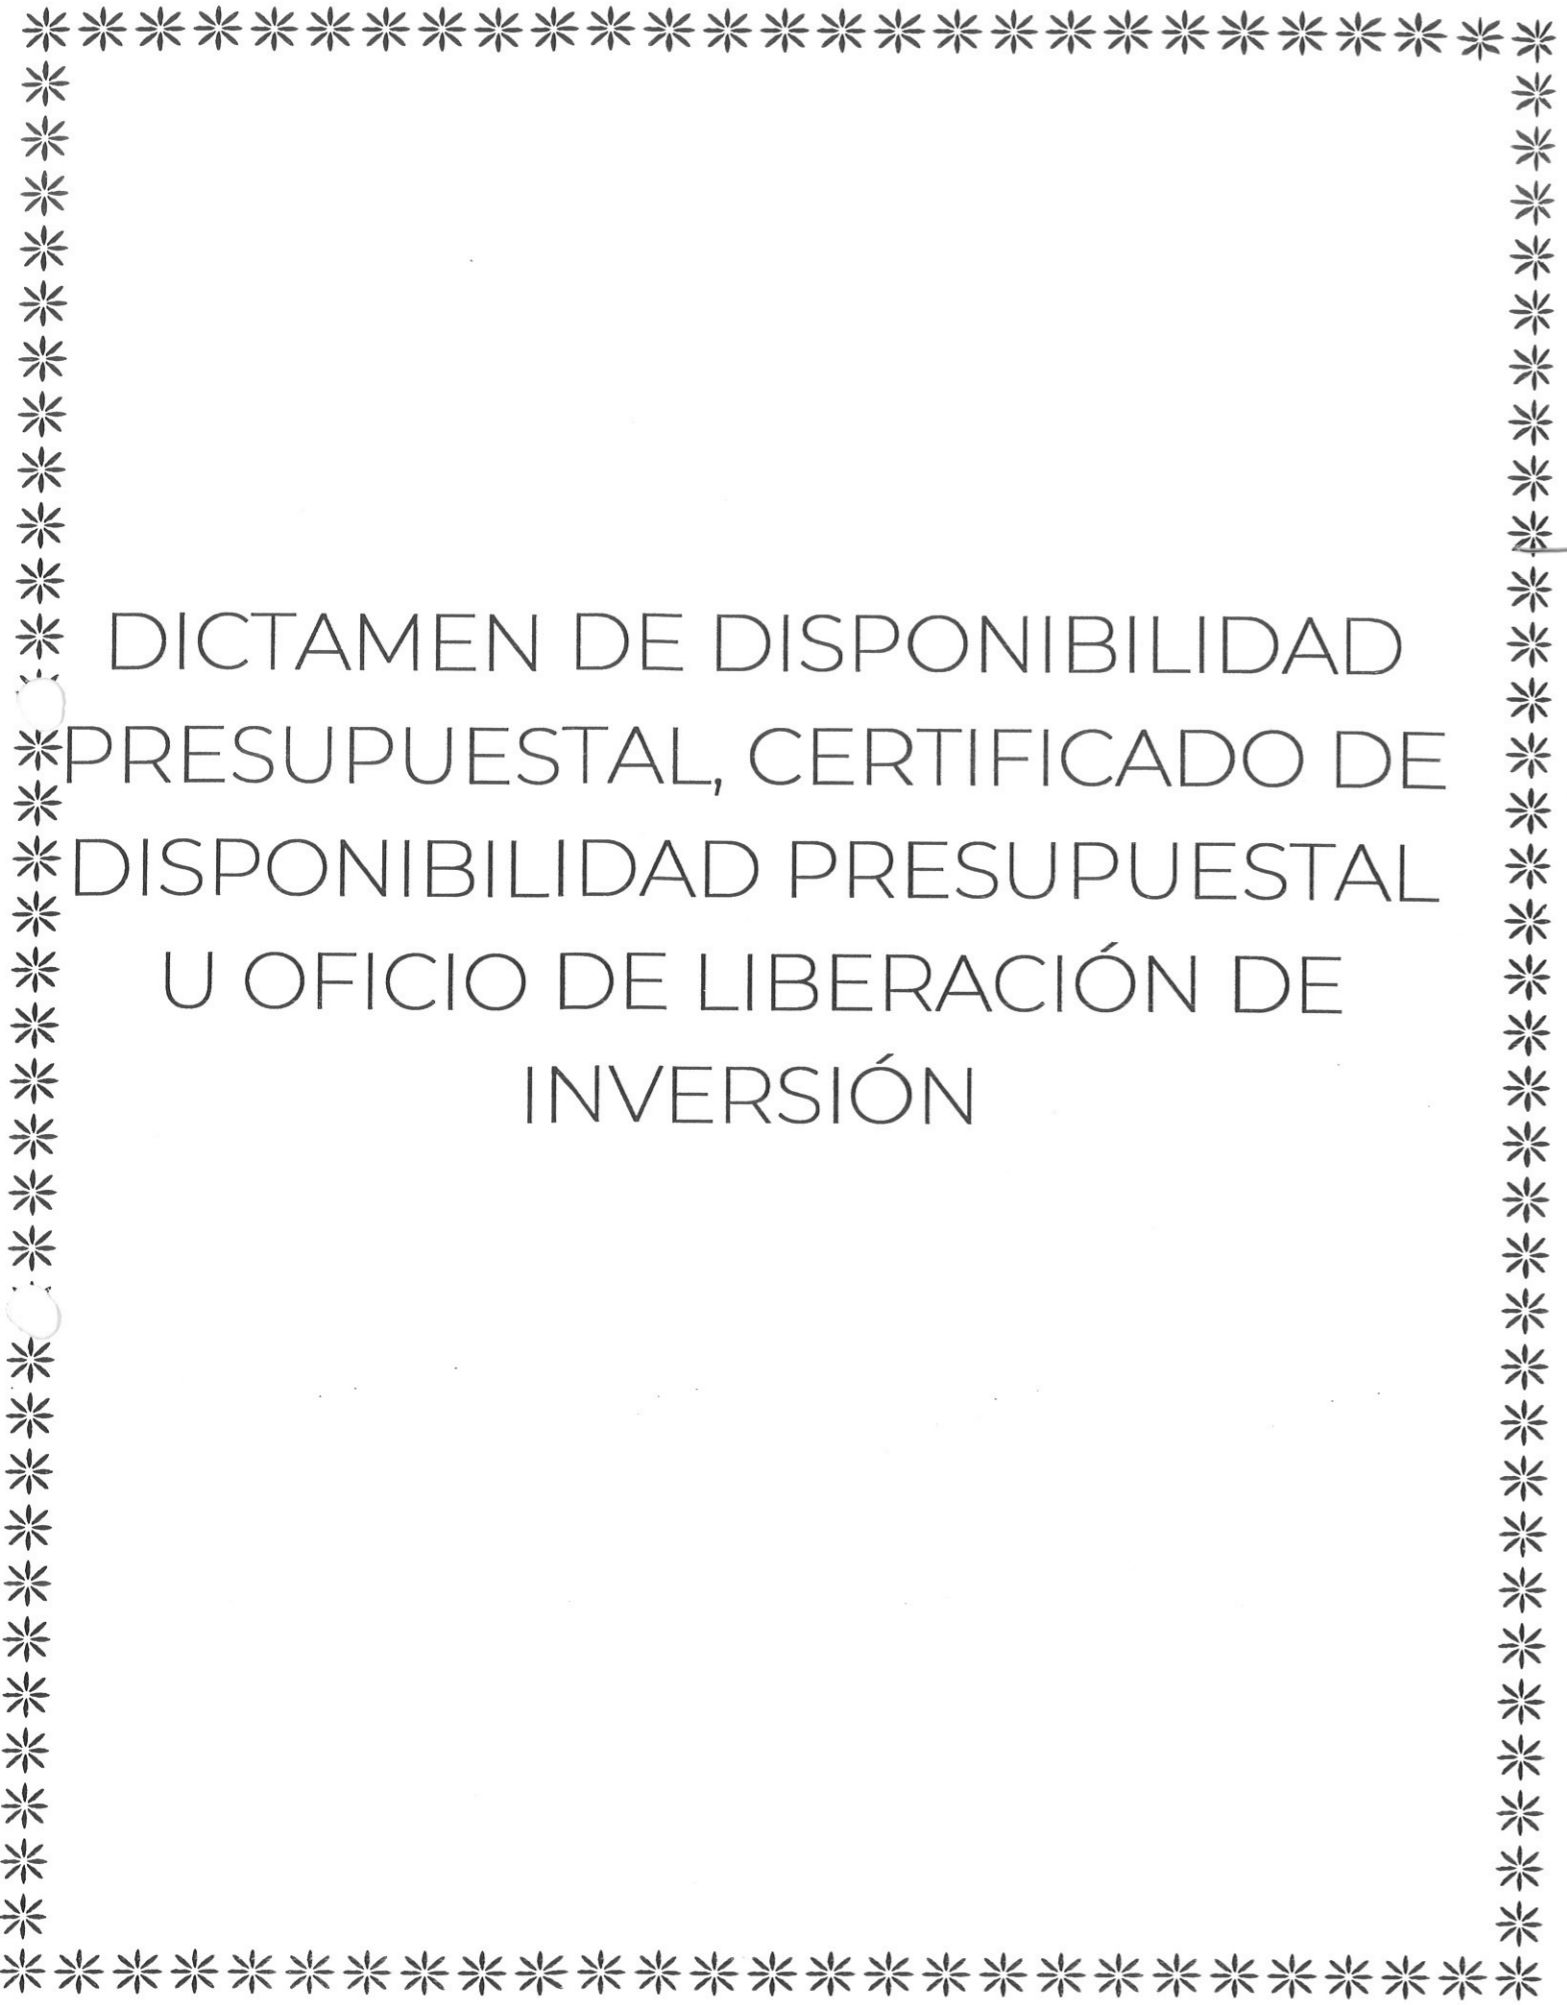 DICTAMEN DE DISPONIBILIDAD
PRESUPUESTAL, CERTIFICADO DE
DISPONIBILIDAD PRESUPUESTAL
U OFICIO DE LIBERACIÓN DE
INVERSIÓN